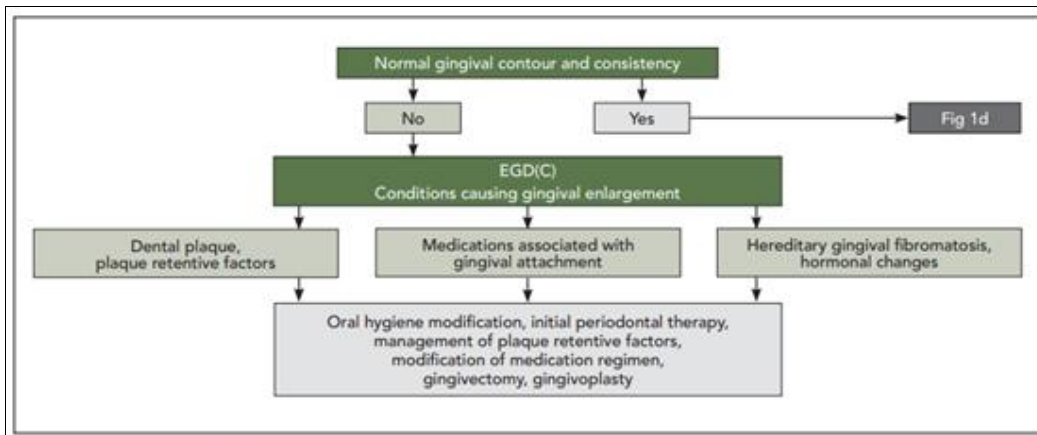 Normal gingival contour and consistency
No
Yes
Fig 1d
EGD(C)
Conditions causing gingival enlargement
Dental plaque,
plaque retentive factors
Medications associated with
gingival attachment
Hereditary gingival fibromatosis,
hormonal changes
Oral hygiene modification, initial periodontal therapy,
management of plaque retentive factors,
modification of medication regimen,
gingivectomy, gingivoplasty